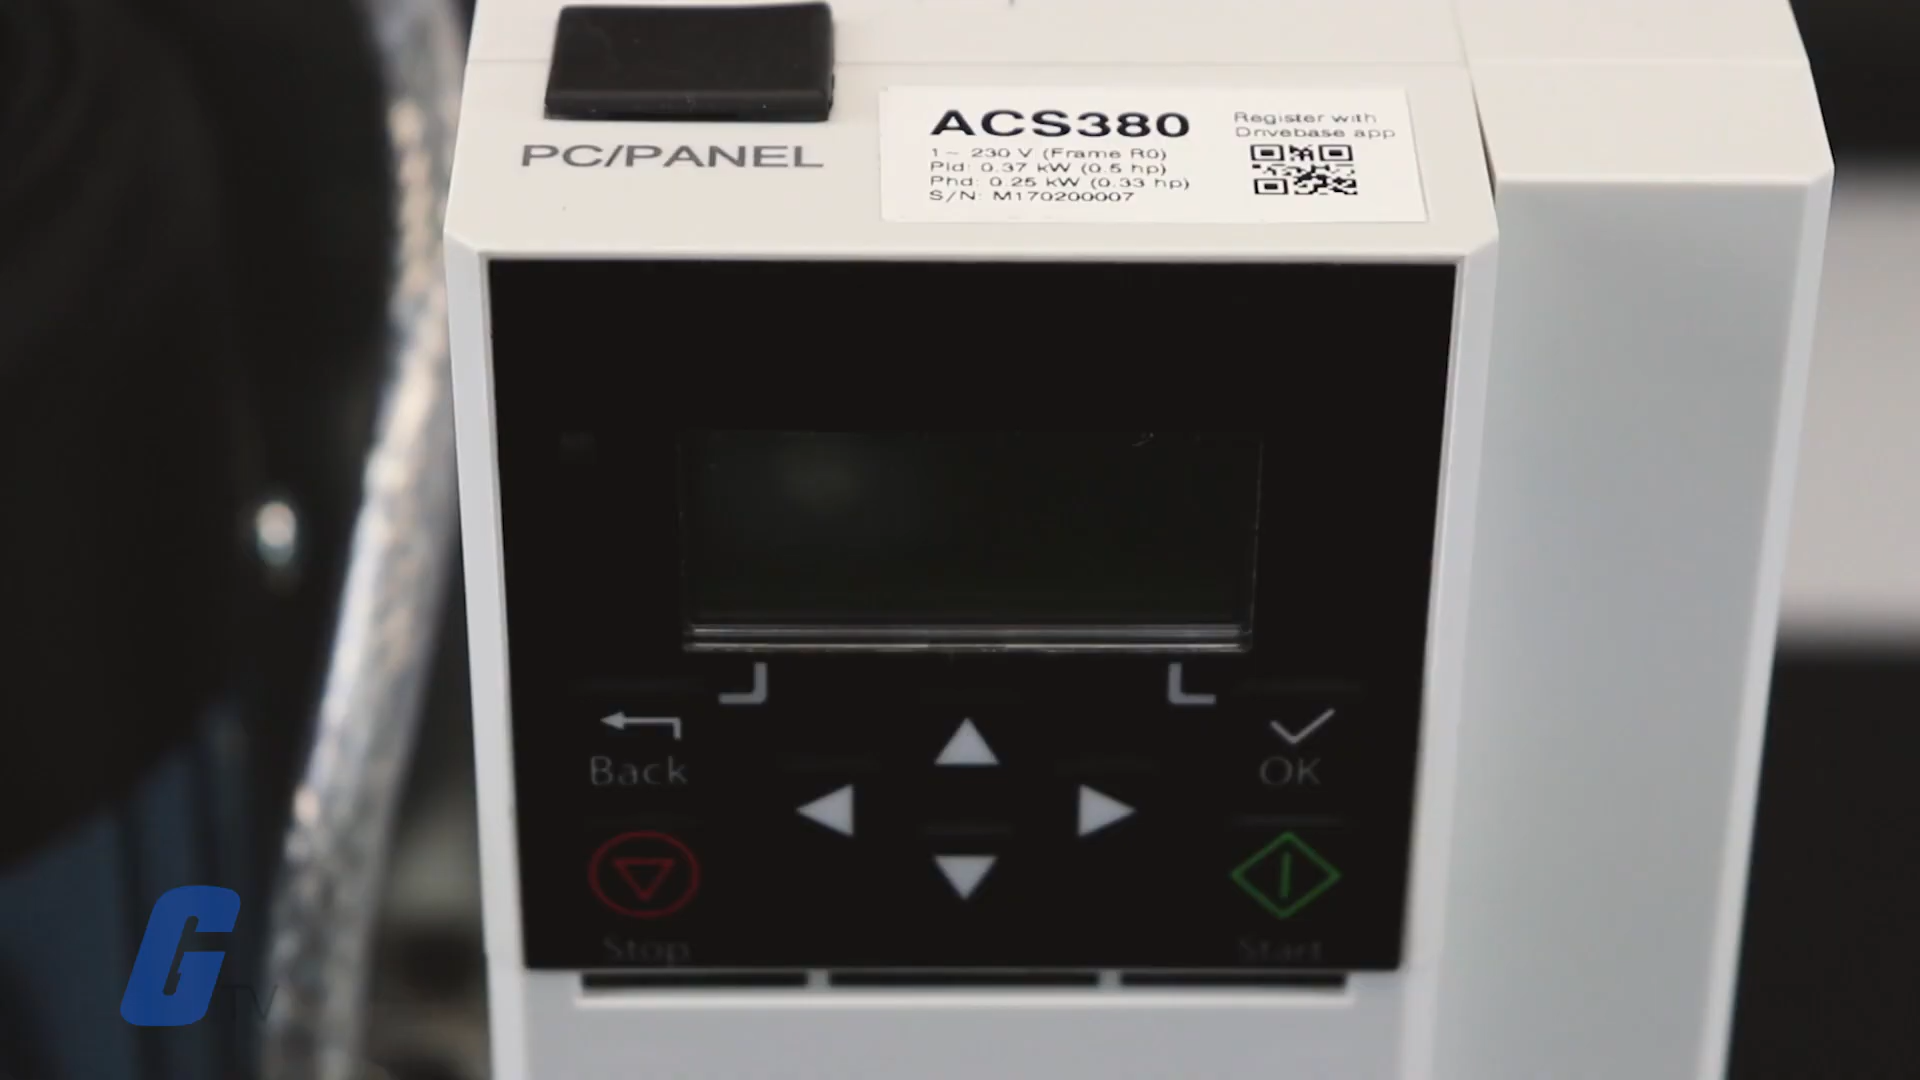 ACS380
1~ 230 V (Frame R0)
Pld: 0.37 kW (0.5 hp)
Phd: 0.25 kW (0.33 hp)
S/N: M170200007
Register with
Drivebase app
PC/PANEL
Back
OK
Stop
Start
G TV